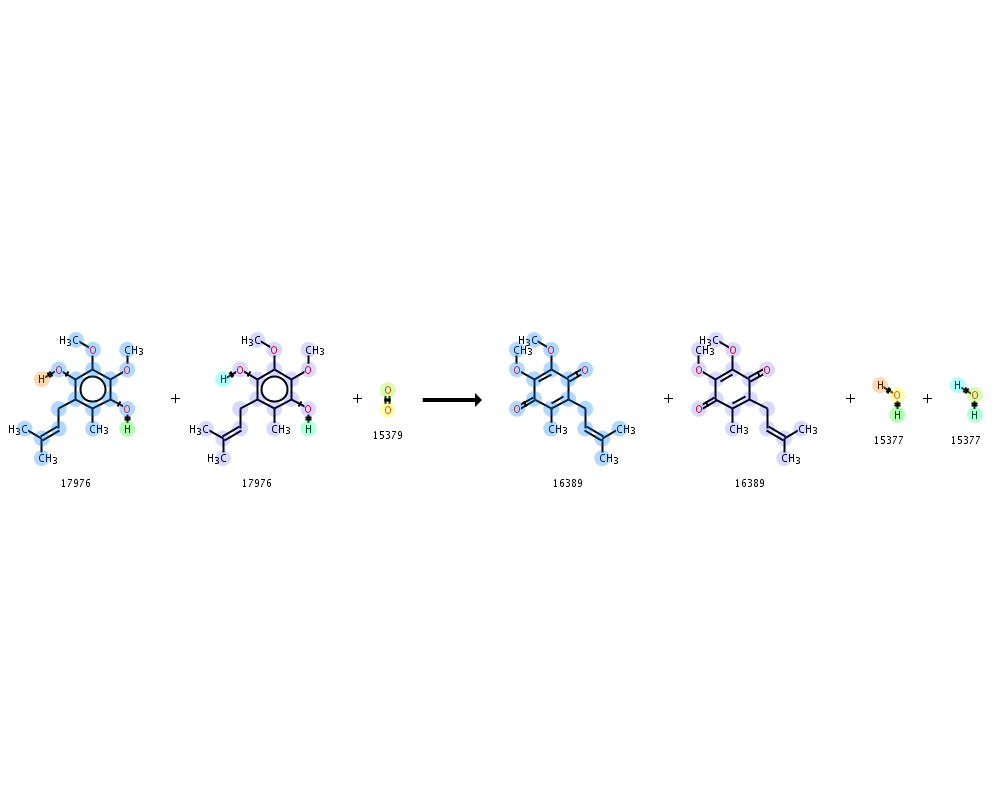 H₃C O CH₃ H₃C O CH₃ H₃C H₃C O
H O O H O O CH₃ O CH₃ O H H
H O H O O O O O O
H₃C CH₃ H H₃C CH₃ H CH₃ CH₃ CH₃ CH₃ H H
CH₃ H₃C CH₃ CH₃
+ + + + +
15379 15377 15377
17976 17976 16389 16389